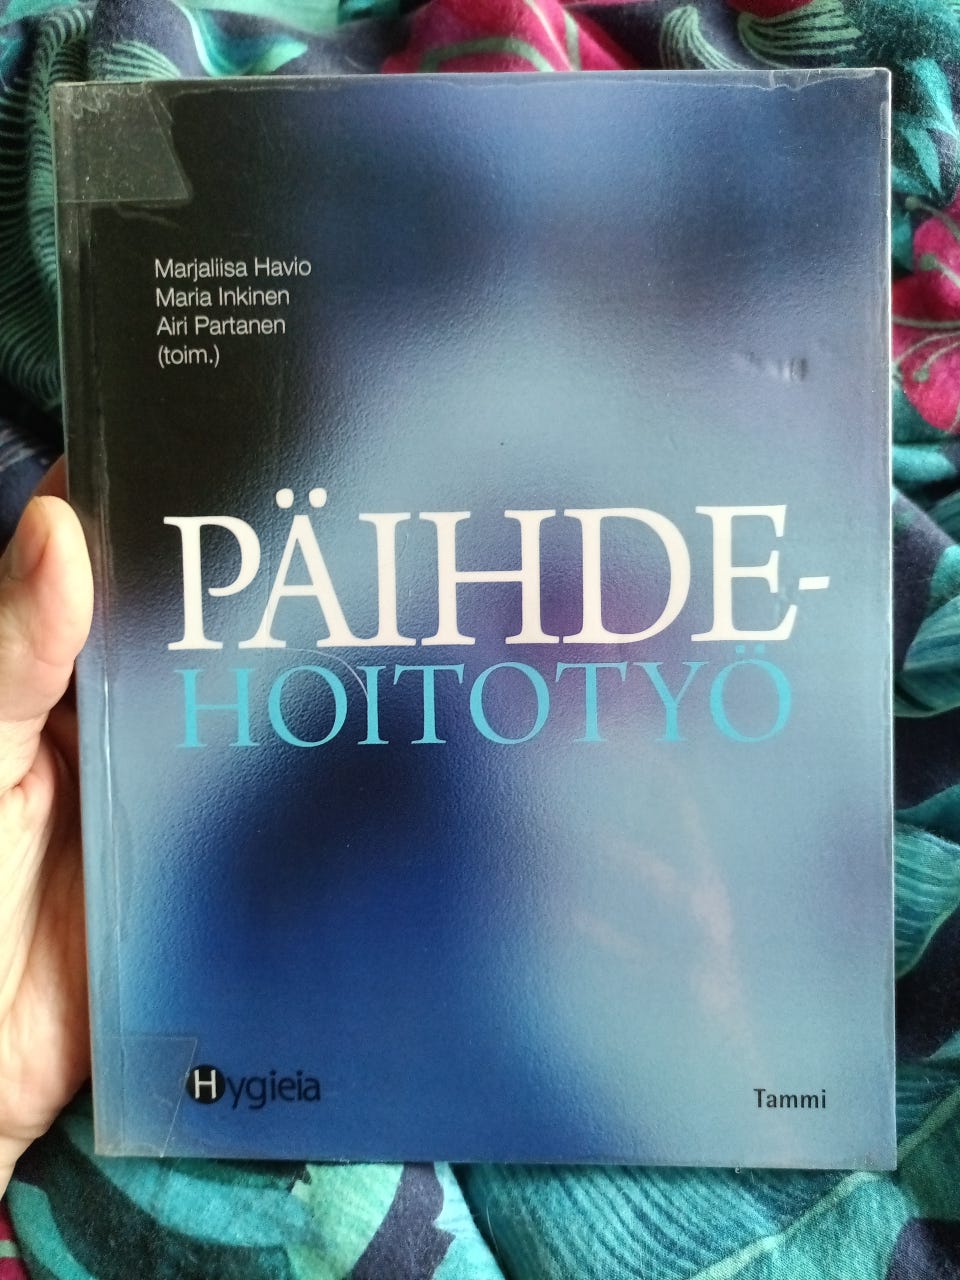 Marjaliisa Havio
Maria Inkinen
Airi Partanen
(toim.)
PÄIHDE-
HOITOTYÖ
Hygieia
Tammi